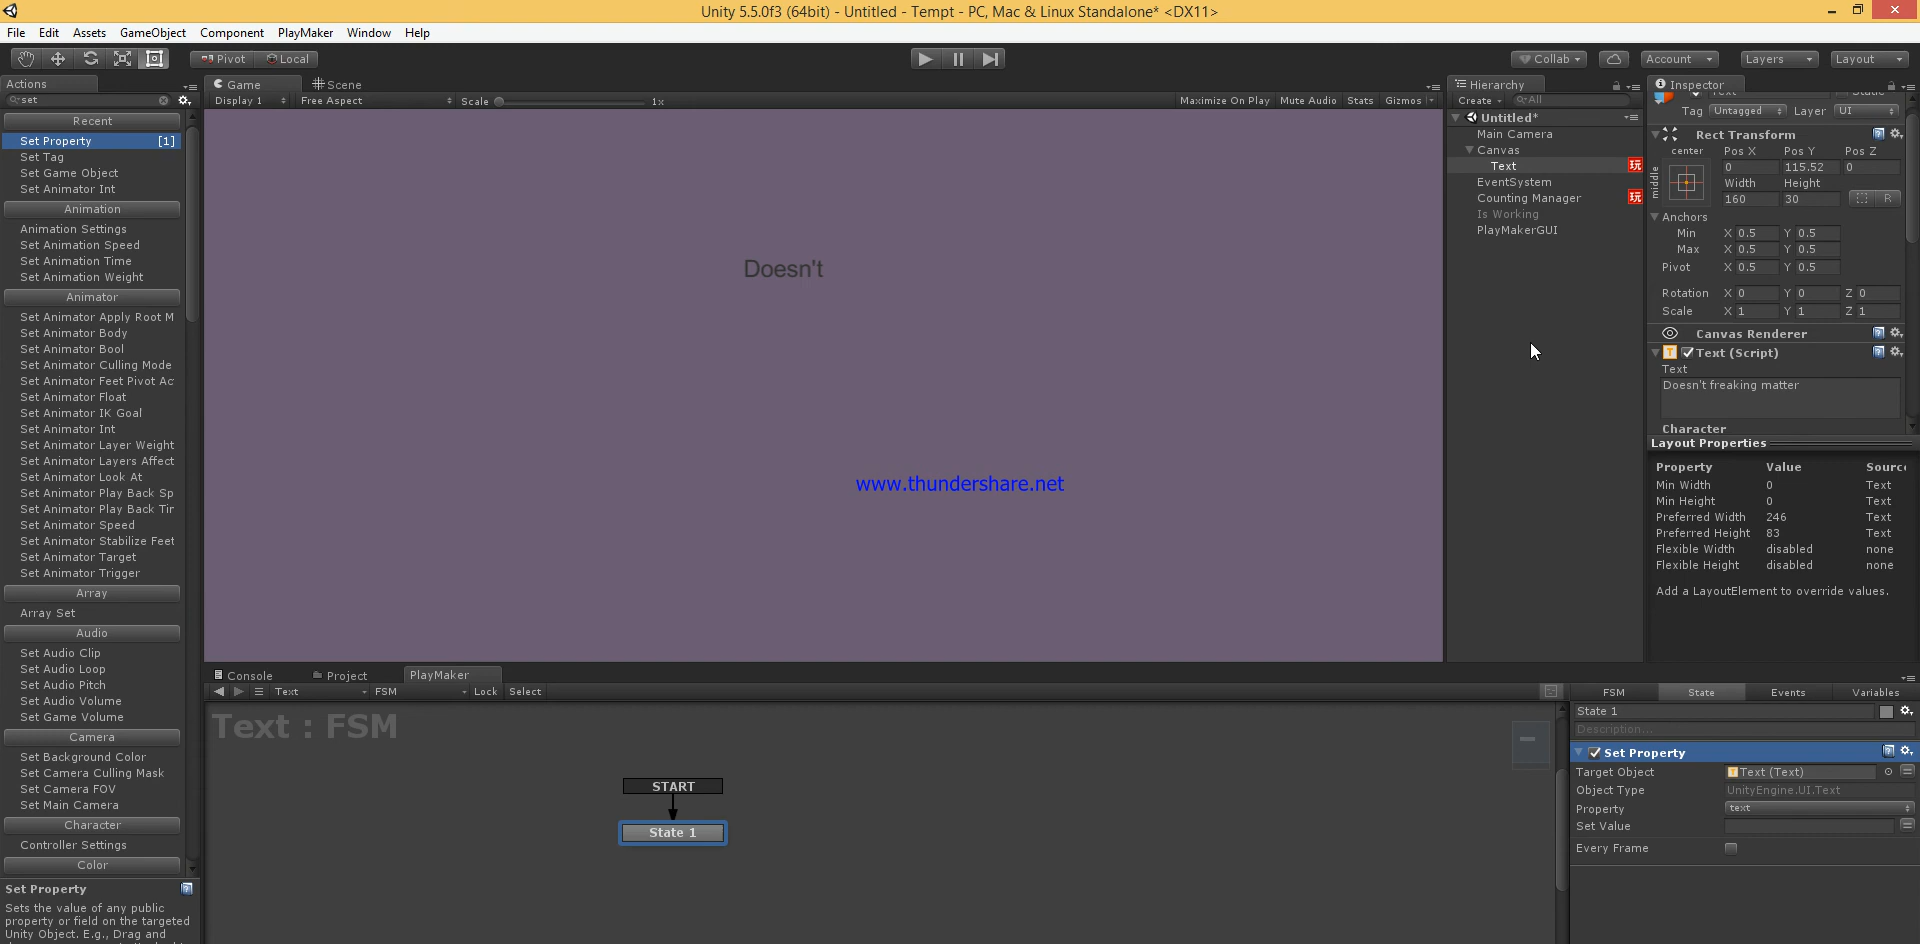 Unity 5.5.0f3 (64bit) - Untitled - Tempt - PC, Mac & Linux Standalone* <DX11>
File Edit Assets GameObject Component PlayMaker Window Help
Pivot Local Collab Account Layers Layout
Actions
set
Recent
Set Property [1]
Set Tag
Set Game Object
Set Animator Int
Animation
Animation Settings
Set Animation Speed
Set Animation Time
Set Animation Weight
Animator
Set Animator Apply Root M
Set Animator Body
Set Animator Bool
Set Animator Culling Mode
Set Animator Feet Pivot Ac
Set Animator Float
Set Animator IK Goal
Set Animator Int
Set Animator Layer Weight
Set Animator Layers Affect
Set Animator Look At
Set Animator Play Back Sp
Set Animator Play Back Tir
Set Animator Speed
Set Animator Stabilize Feet
Set Animator Target
Set Animator Trigger
Array
Array Set
Audio
Set Audio Clip
Set Audio Loop
Set Audio Pitch
Set Audio Volume
Set Game Volume
Camera
Set Background Color
Set Camera Culling Mask
Set Camera FOV
Set Main Camera
Character
Controller Settings
Color
Set Property
Sets the value of any public
property or field on the targeted
Unity Object. E.g., Drag and
Game Scene
Display 1 Free Aspect Scale 1x Maximize On Play Mute Audio Stats Gizmos
Doesn't
www.thundershare.net
Hierarchy
Create All
Untitled*
Main Camera
Canvas
Text 玩
EventSystem
Counting Manager 玩
Is Working
PlayMakerGUI
Inspector
Tag Untagged Layer UI
Rect Transform
center Pos X Pos Y Pos Z
middle 0 115.52 0
Width Height
160 30 R
Anchors
Min X 0.5 Y 0.5
Max X 0.5 Y 0.5
Pivot X 0.5 Y 0.5
Rotation X 0 Y 0 Z 0
Scale X 1 Y 1 Z 1
Canvas Renderer
T Text (Script)
Text
Doesn't freaking matter
Character
Layout Properties
Property Value Source
Min Width 0 Text
Min Height 0 Text
Preferred Width 246 Text
Preferred Height 83 Text
Flexible Width disabled none
Flexible Height disabled none
Add a LayoutElement to override values.
Console Project PlayMaker
Text FSM Lock Select
Text : FSM
START
State 1
FSM State Events Variables
State 1
Description...
Set Property
Target Object Text (Text)
Object Type UnityEngine.UI.Text
Property text
Set Value
Every Frame